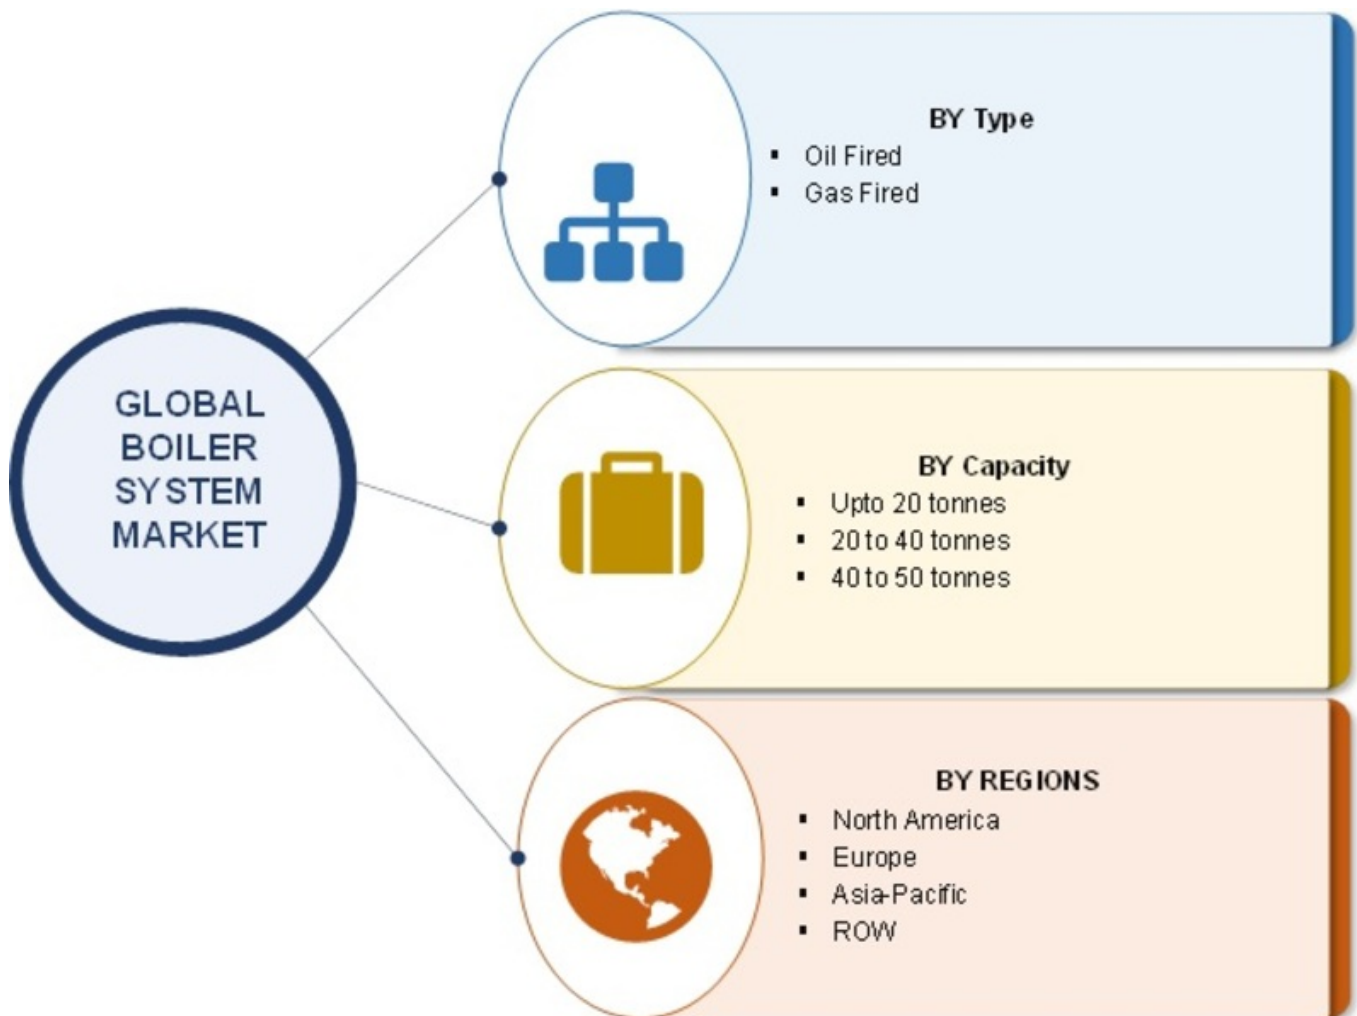 GLOBAL
BOILER
SYSTEM
MARKET
BY Type
▪ Oil Fired
▪ Gas Fired
BY Capacity
▪ Upto 20 tonnes
▪ 20 to 40 tonnes
▪ 40 to 50 tonnes
BY REGIONS
▪ North America
▪ Europe
▪ Asia-Pacific
▪ ROW